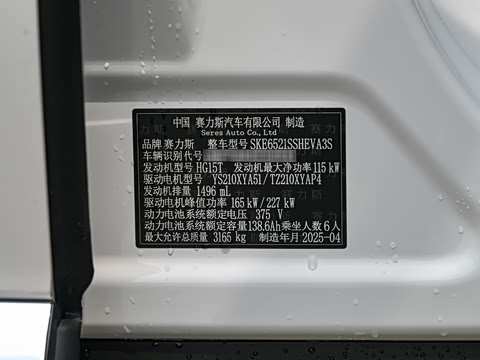 中国 赛力斯汽车有限公司 制造
Seres Auto Co., Ltd
品牌 赛力斯 整车型号 SKE6521SSHEVA3S
车辆识别代号
发动机型号 HG15T 发动机最大净功率 115 kW
驱动电机型号 YS210XYA51/TZ210XYAP4
发动机排量 1496 mL
驱动电机峰值功率 165 kW/227 kW
动力电池系统额定电压 375 V
动力电池系统额定容量 138.6Ah 乘坐人数 6人
最大允许总质量 3165 kg 制造年月 2025-04